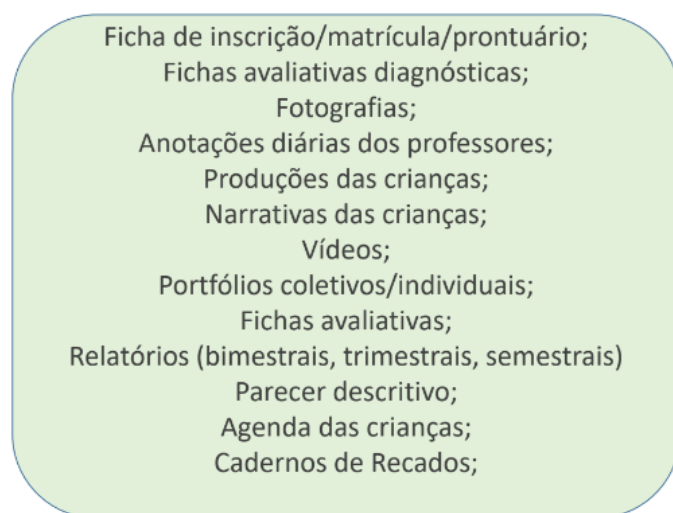 Ficha de inscrição/matrícula/prontuário;
Fichas avaliativas diagnósticas;
Fotografias;
Anotações diárias dos professores;
Produções das crianças;
Narrativas das crianças;
Vídeos;
Portfólios coletivos/individuais;
Fichas avaliativas;
Relatórios (bimestrais, trimestrais, semestrais)
Parecer descritivo;
Agenda das crianças;
Cadernos de Recados;